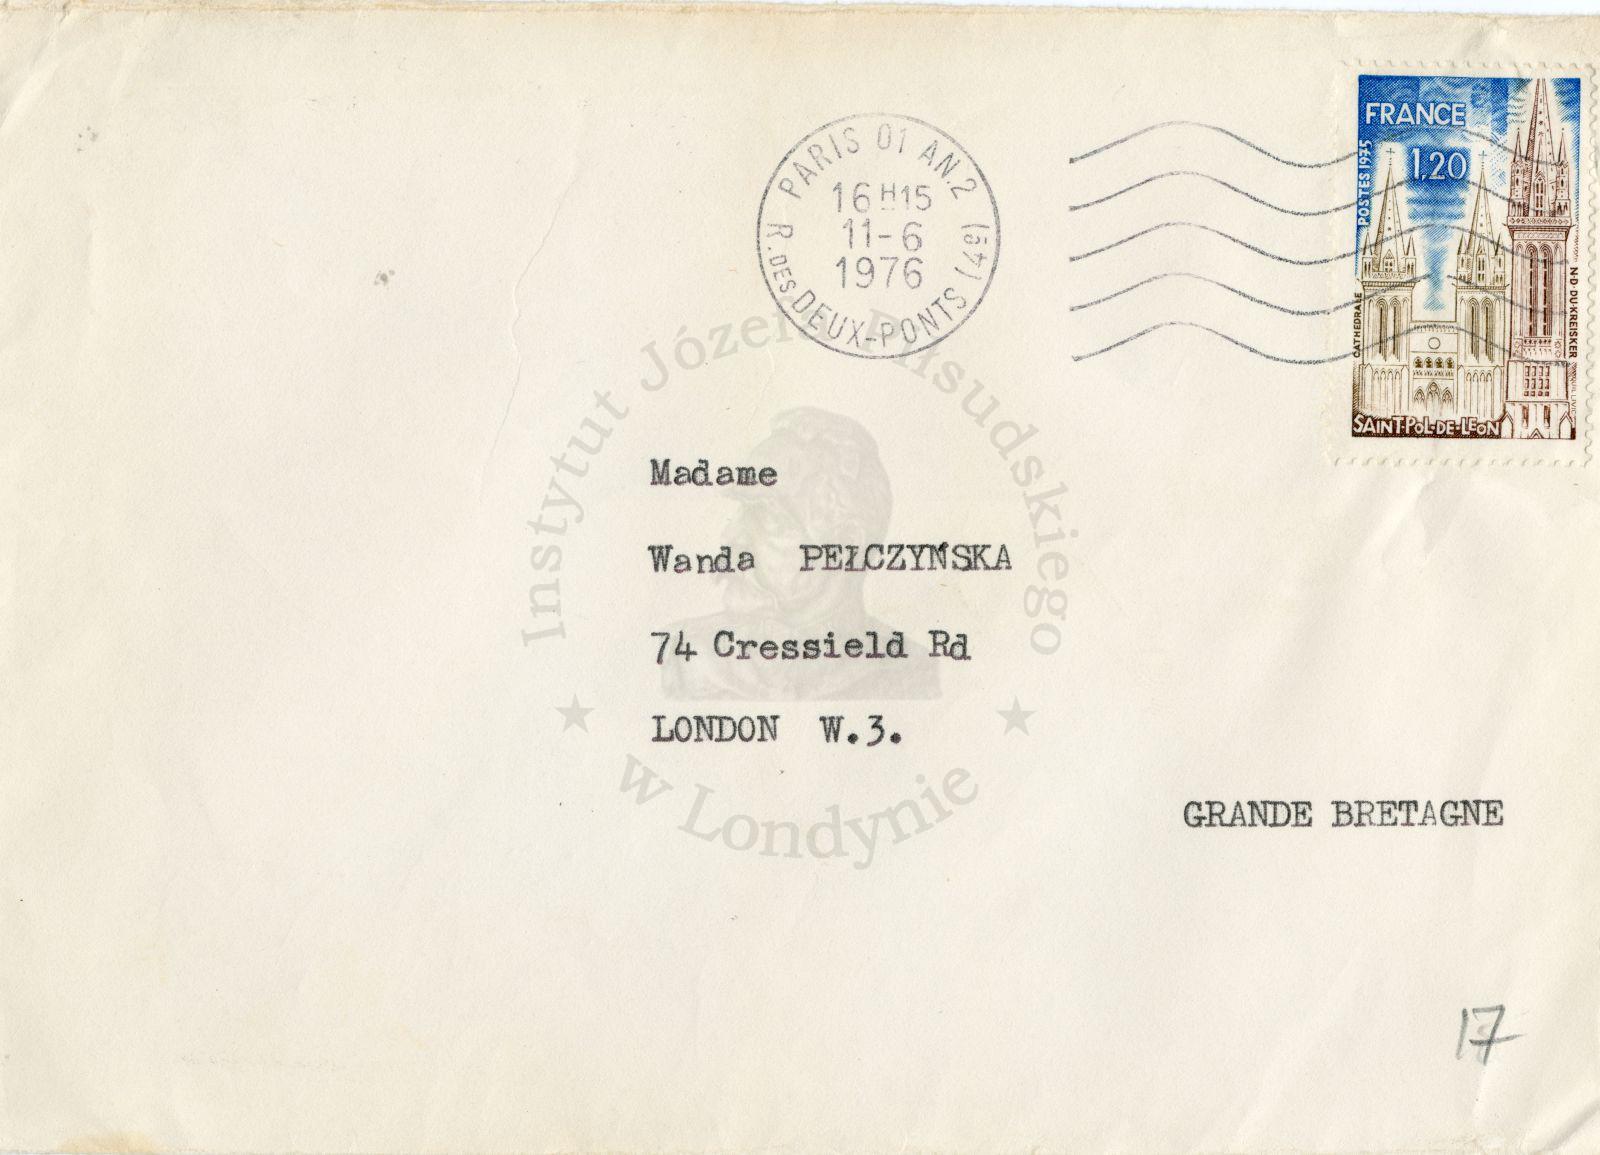 FRANCE
1,20
POSTES 1975
CATHEDRALE
N-D-DU-KREISKER
SAINT-POL-DE-LEON
PARIS 01 AN.2 (54)
16H15
11-6
1976
R. DES DEUX-PONTS
Instytut Józefa Piłsudskiego
w Londynie
Madame
Wanda PEŁCZYŃSKA
74 Cressield Rd
LONDON W.3.
GRANDE BRETAGNE
17